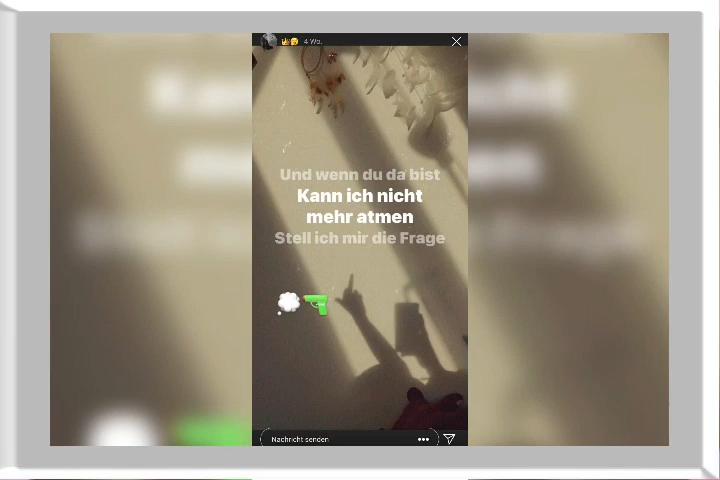 4 Wo.
Und wenn du da bist
Kann ich nicht
mehr atmen
Stell ich mir die Frage
Nachricht senden